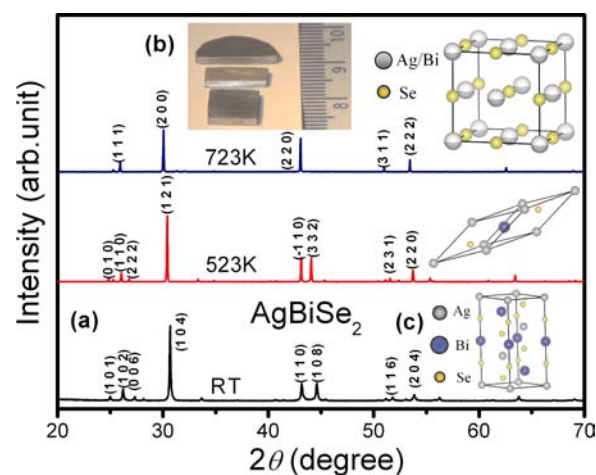 (b)
10
9
8
Ag/Bi
Se
(1 1 1)
(2 0 0)
723K
(2 2 0)
(3 1 1)
(2 2 2)
(0 1 0)
(1 1 0)
(2 2 2)
(1 2 1)
523K
(-1 1 0)
(3 3 2)
(2 3 1)
(2 2 0)
(a)
AgBiSe2
(c)
Ag
Bi
Se
(1 0 1)
(1 0 2)
(0 0 6)
(1 0 4)
RT
(1 1 0)
(1 0 8)
(1 1 6)
(2 0 4)
20 30 40 50 60 70
2θ (degree)
Intensity (arb.unit)